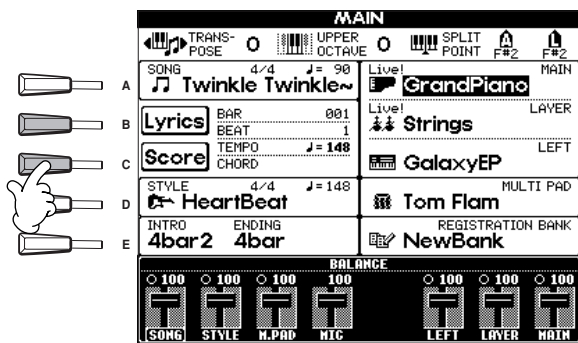 MAIN
TRANS-
POSE 0 UPPER
OCTAVE 0 SPLIT
POINT A
F#2 L
F#2
A SONG 4/4 ♩= 90
Twinkle Twinkle~
Live! MAIN
GrandPiano
B Lyrics BAR 001
BEAT 1
Live! LAYER
Strings
C Score TEMPO ♩=148
CHORD
LEFT
GalaxyEP
D STYLE 4/4 ♩=148
HeartBeat
MULTI PAD
Tom Flam
E INTRO ENDING
4bar2 4bar
REGISTRATION BANK
NewBank
BALANCE
100 100 100 100 100 100 100
SONG STYLE M.PAD MIC LEFT LAYER MAIN